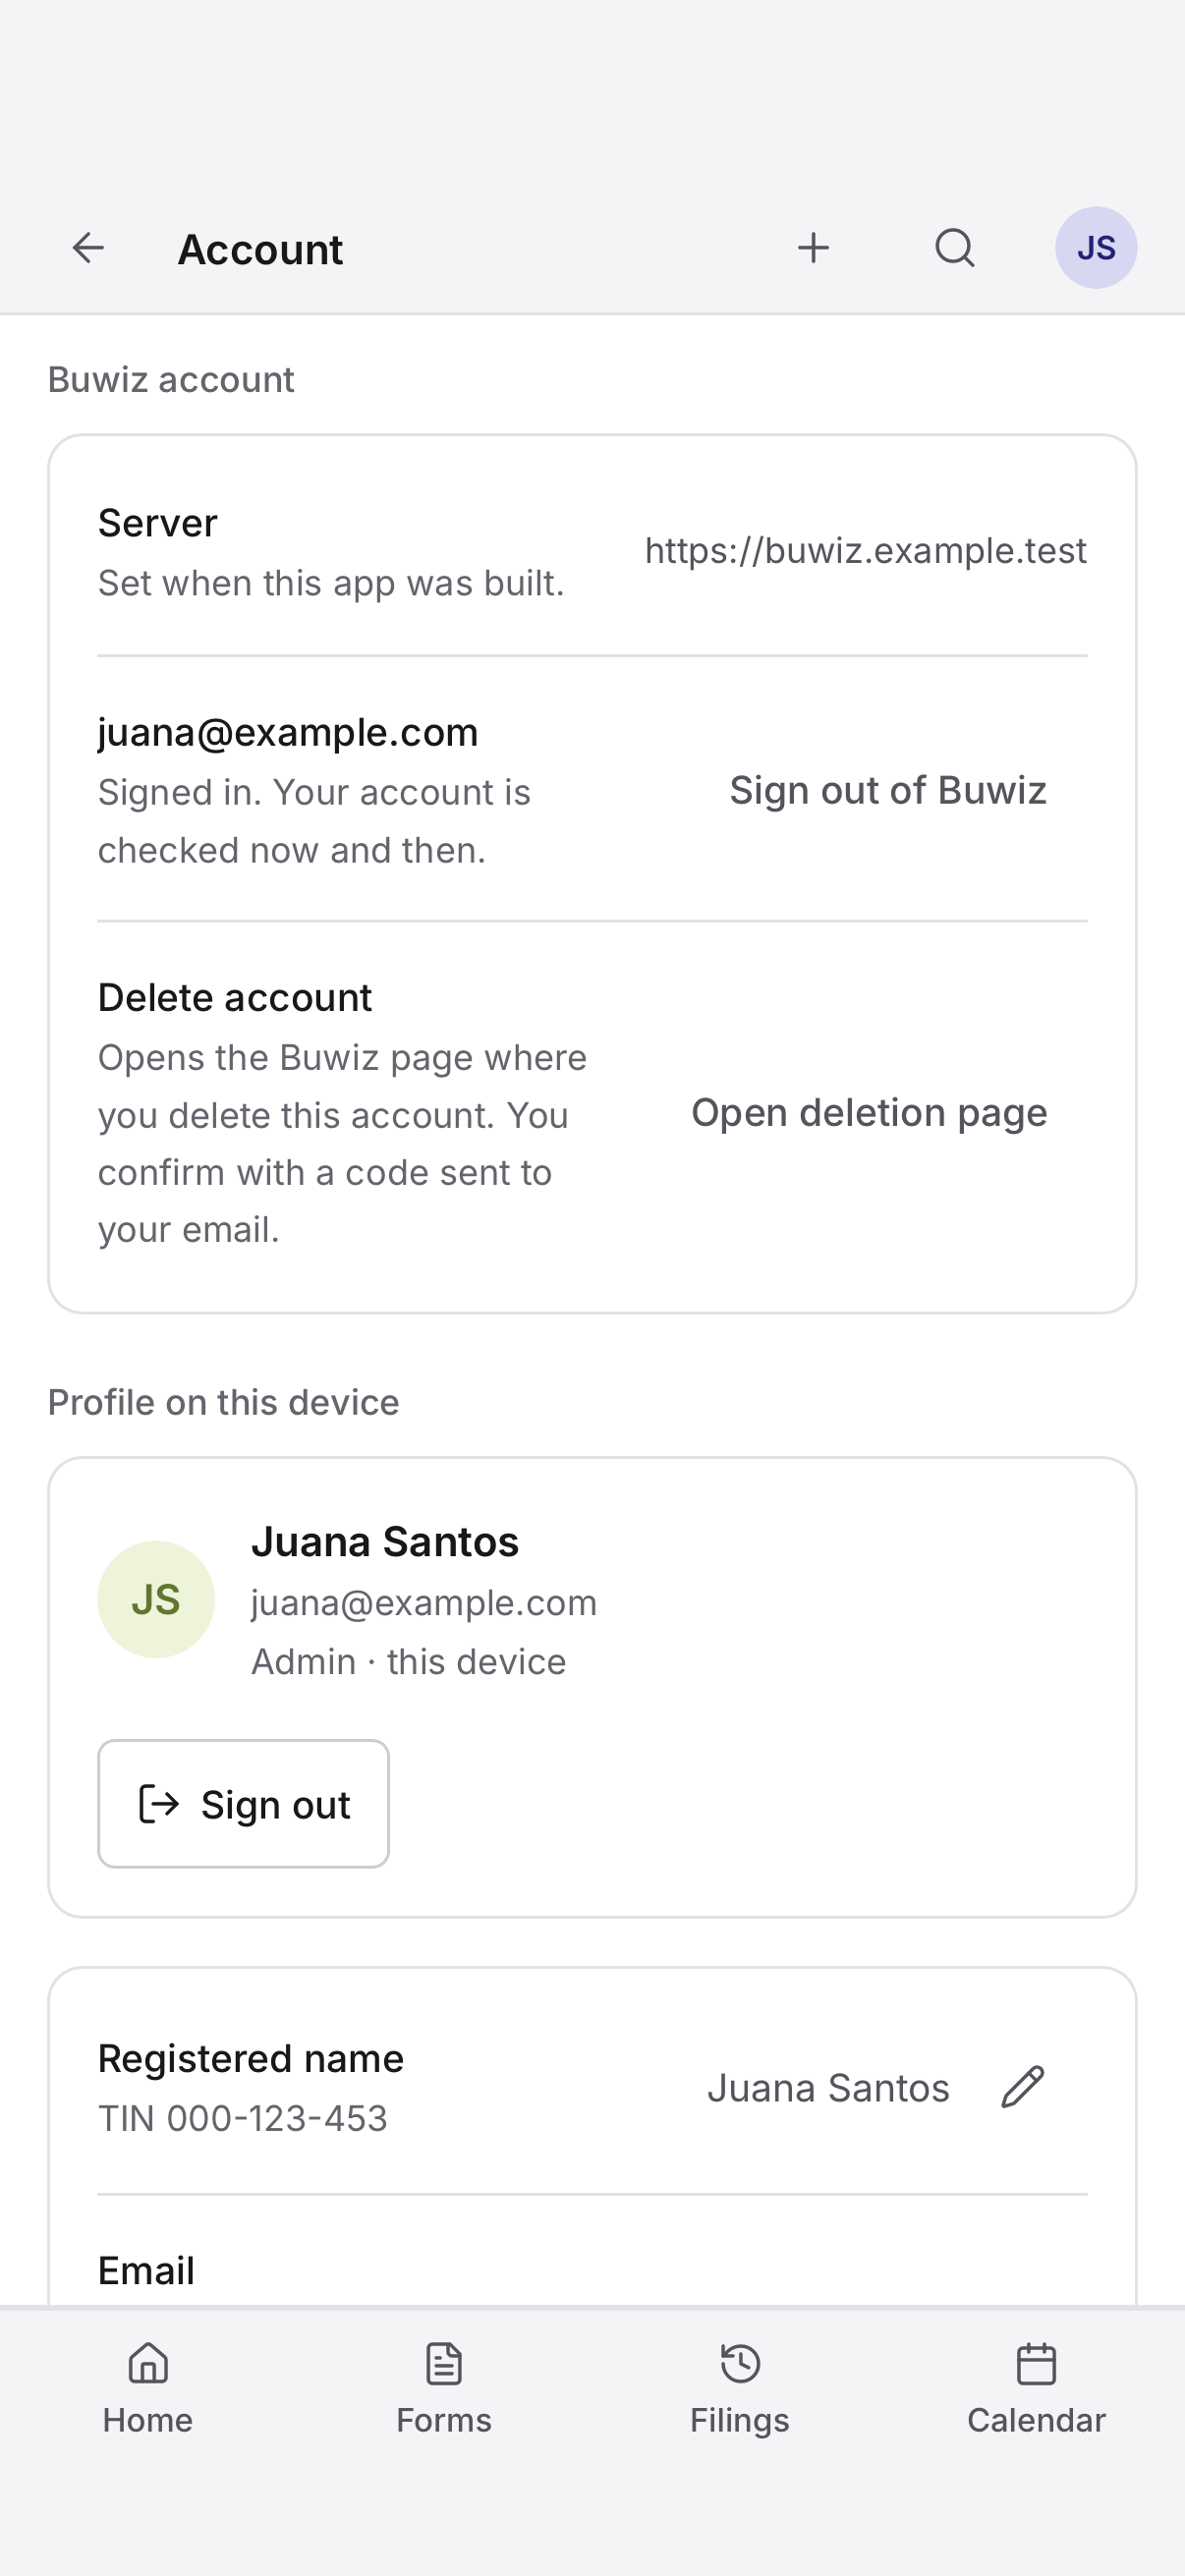 Account
JS
Buwiz account
Server
Set when this app was built.
https://buwiz.example.test
juana@example.com
Signed in. Your account is
checked now and then.
Sign out of Buwiz
Delete account
Opens the Buwiz page where
you delete this account. You
confirm with a code sent to
your email.
Open deletion page
Profile on this device
JS
Juana Santos
juana@example.com
Admin · this device
Sign out
Registered name
TIN 000-123-453
Juana Santos
Email
Home
Forms
Filings
Calendar